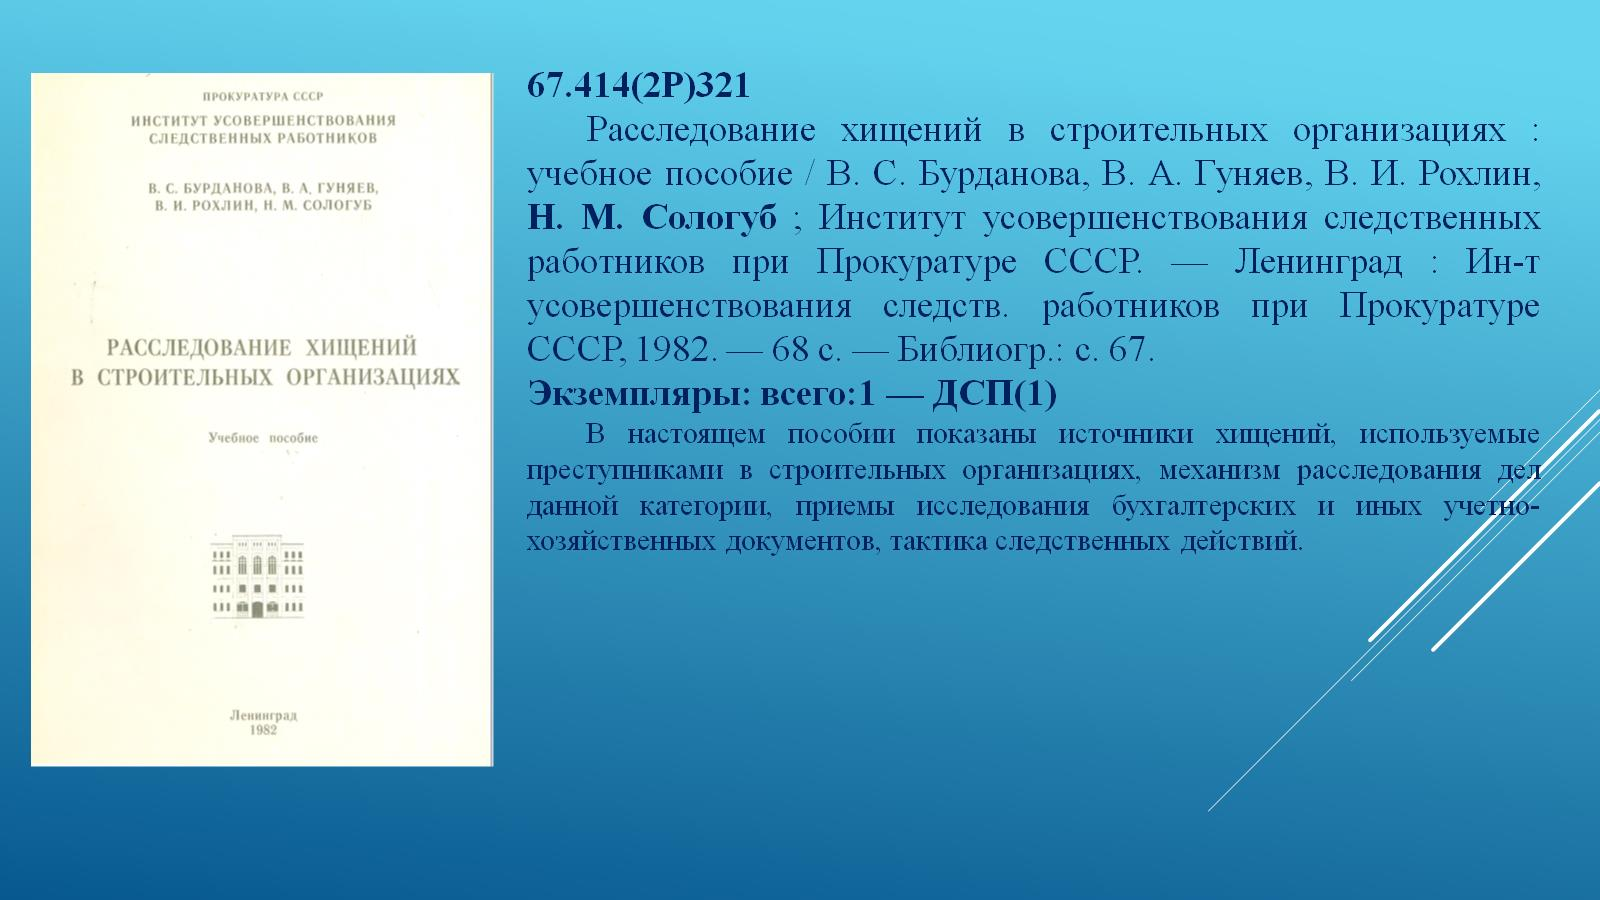 ПРОКУРАТУРА СССР
ИНСТИТУТ УСОВЕРШЕНСТВОВАНИЯ
СЛЕДСТВЕННЫХ РАБОТНИКОВ
В. С. БУРДАНОВА, В. А. ГУНЯЕВ,
В. И. РОХЛИН, Н. М. СОЛОГУБ
РАССЛЕДОВАНИЕ ХИЩЕНИЙ
В СТРОИТЕЛЬНЫХ ОРГАНИЗАЦИЯХ
Учебное пособие
Ленинград
1982
67.414(2Р)321
Расследование хищений в строительных организациях :
учебное пособие / В. С. Бурданова, В. А. Гуняев, В. И. Рохлин,
Н. М. Сологуб ; Институт усовершенствования следственных
работников при Прокуратуре СССР. — Ленинград : Ин-т
усовершенствования следств. работников при Прокуратуре
СССР, 1982. — 68 с. — Библиогр.: с. 67.
Экземпляры: всего:1 — ДСП(1)
В настоящем пособии показаны источники хищений, используемые
преступниками в строительных организациях, механизм расследования дел
данной категории, приемы исследования бухгалтерских и иных учетно-
хозяйственных документов, тактика следственных действий.